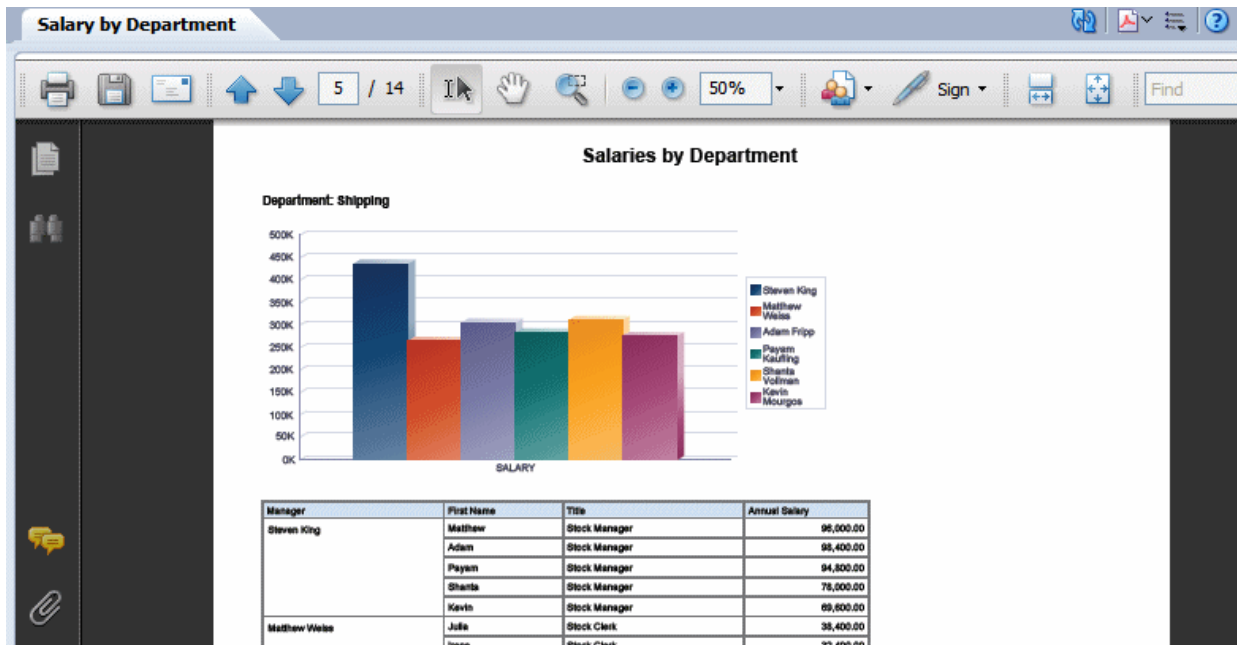 Salary by Department
5 / 14
50%
Sign
Find
Salaries by Department
Department: Shipping
500K
450K
400K
350K
300K
250K
200K
150K
100K
50K
0K
SALARY
Steven King
Matthew
Weiss
Adam Fripp
Payam
Kaufling
Shanta
Vollman
Kevin
Mourgos
Manager First Name Title Annual Salary
Steven King Matthew Stock Manager 96,000.00
Adam Stock Manager 98,400.00
Payam Stock Manager 94,800.00
Shanta Stock Manager 78,000.00
Kevin Stock Manager 69,600.00
Matthew Weiss Julia Stock Clerk 38,400.00
Stock Clerk